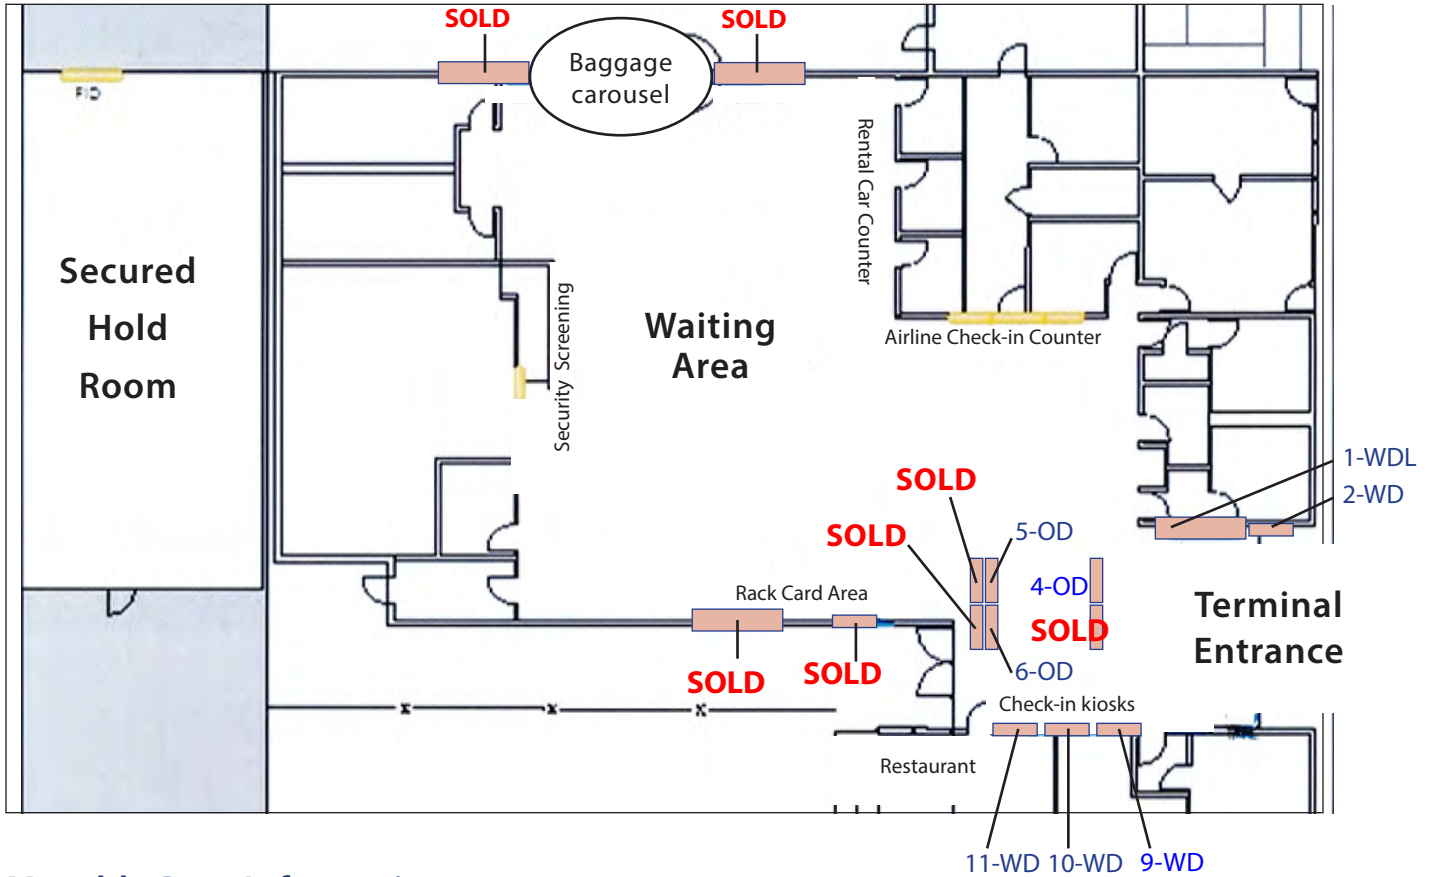 SOLD
SOLD
Baggage
carousel
FID
Rental Car Counter
Secured
Hold
Room
Security Screening
Waiting
Area
Airline Check-in Counter
1-WDL
2-WD
SOLD
SOLD
5-OD
4-OD
Rack Card Area
SOLD
6-OD
Terminal
Entrance
SOLD
SOLD
Check-in kiosks
Restaurant
11-WD
10-WD
9-WD